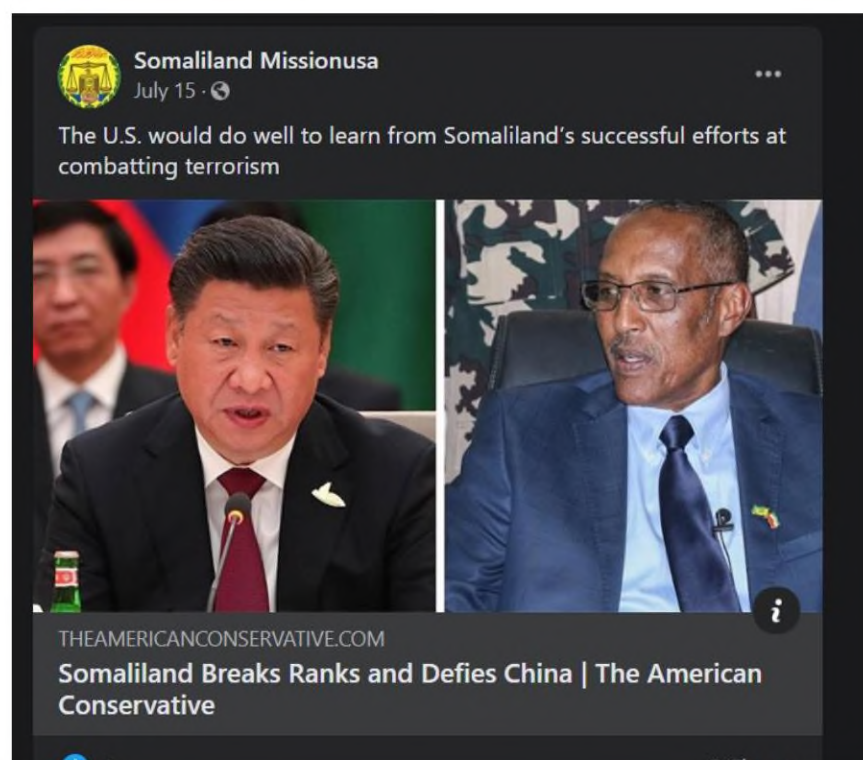 Somaliland Missionusa
July 15 ·
The U.S. would do well to learn from Somaliland's successful efforts at
combatting terrorism
THEAMERICANCONSERVATIVE.COM
Somaliland Breaks Ranks and Defies China | The American
Conservative